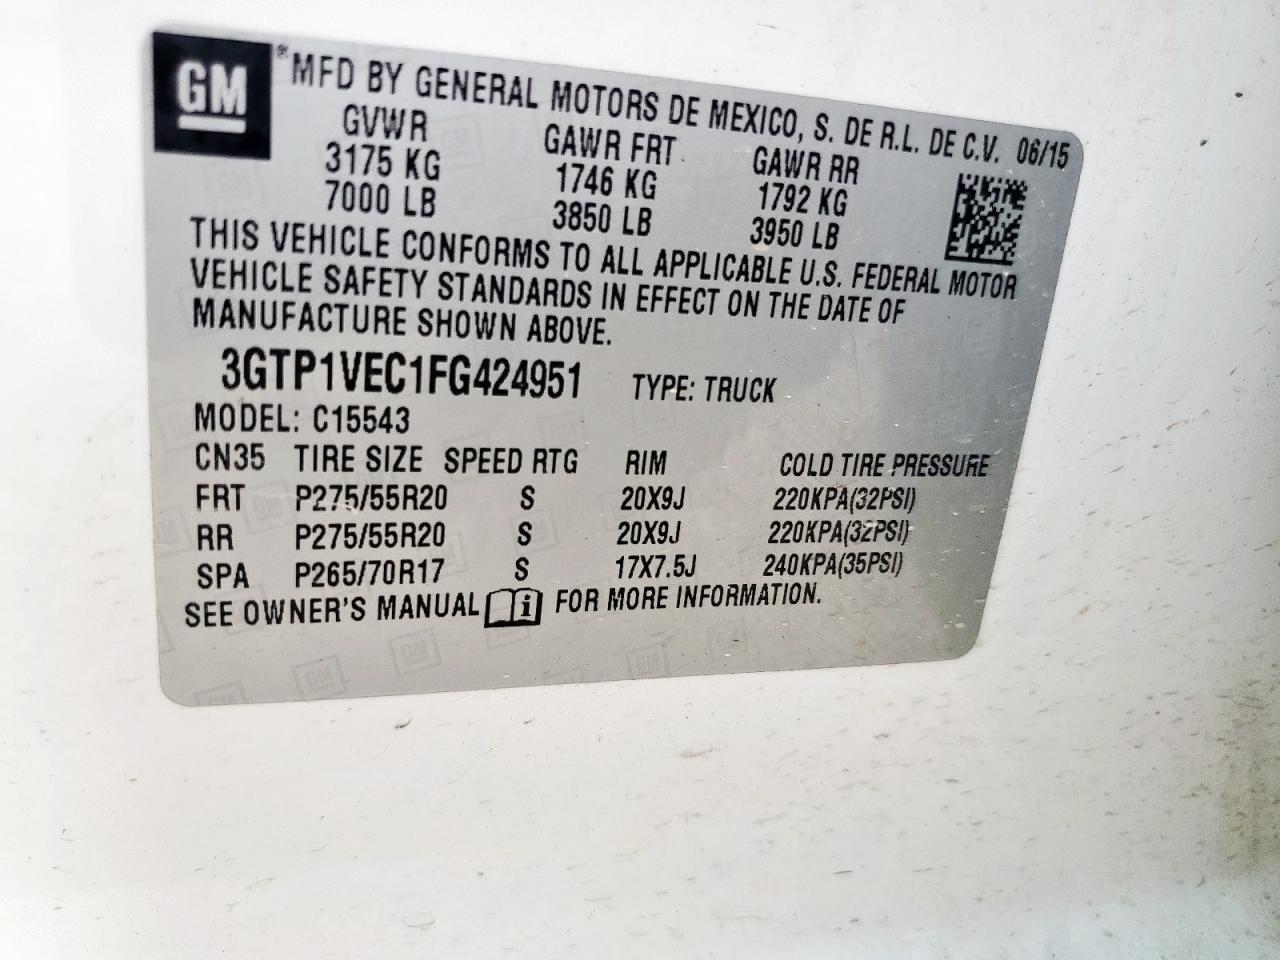 GM
MFD BY GENERAL MOTORS DE MEXICO, S. DE R.L. DE C.V. 06/15
GVWR GAWR FRT GAWR RR
3175 KG 1746 KG 1792 KG
7000 LB 3850 LB 3950 LB
THIS VEHICLE CONFORMS TO ALL APPLICABLE U.S. FEDERAL MOTOR
VEHICLE SAFETY STANDARDS IN EFFECT ON THE DATE OF
MANUFACTURE SHOWN ABOVE.
3GTP1VEC1FG424951 TYPE: TRUCK
MODEL: C15543
CN35 TIRE SIZE SPEED RTG RIM COLD TIRE PRESSURE
FRT P275/55R20 S 20X9J 220KPA(32PSI)
RR P275/55R20 S 20X9J 220KPA(32PSI)
SPA P265/70R17 S 17X7.5J 240KPA(35PSI)
SEE OWNER'S MANUAL i FOR MORE INFORMATION.